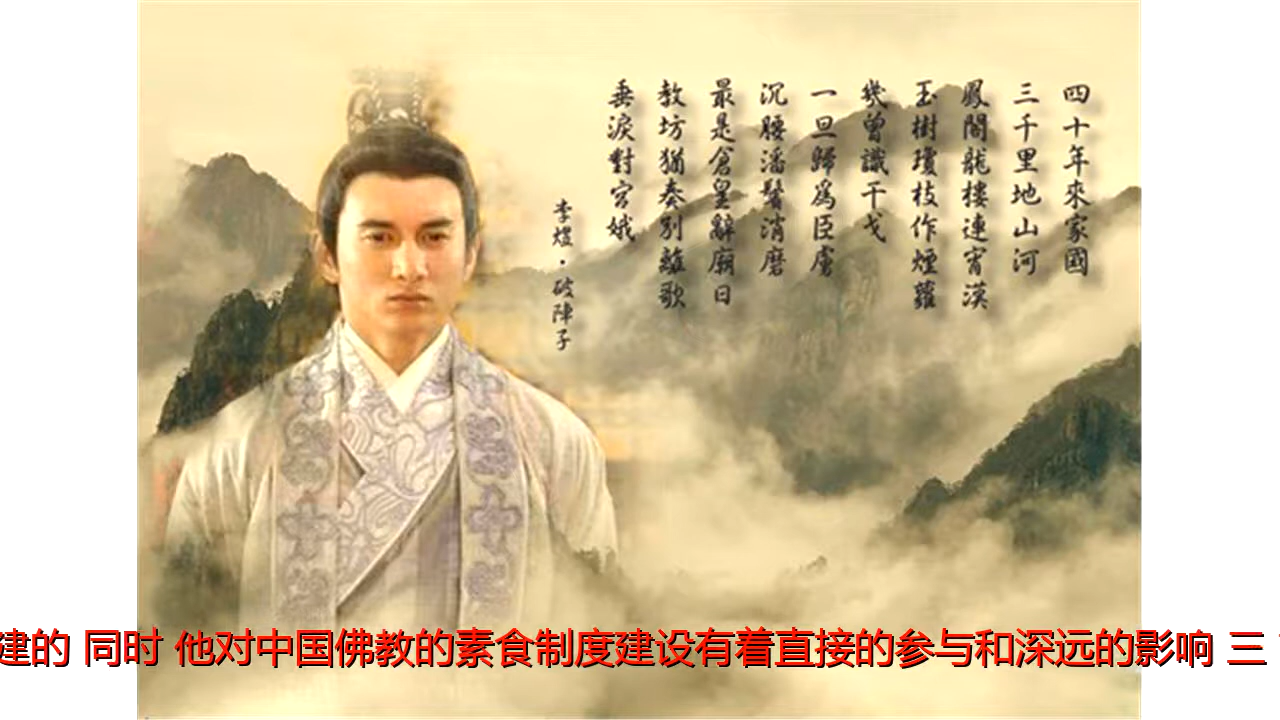 四十年來家國
三千里地山河
鳳閣龍樓連霄漢
玉樹瓊枝作煙蘿
幾曾識干戈
一旦歸為臣虜
沉腰潘鬢消磨
最是倉皇辭廟日
教坊猶奏別離歌
垂淚對宮娥
李煜·破陣子
建的 同时 他对中国佛教的素食制度建设有着直接的参与和深远的影响 三